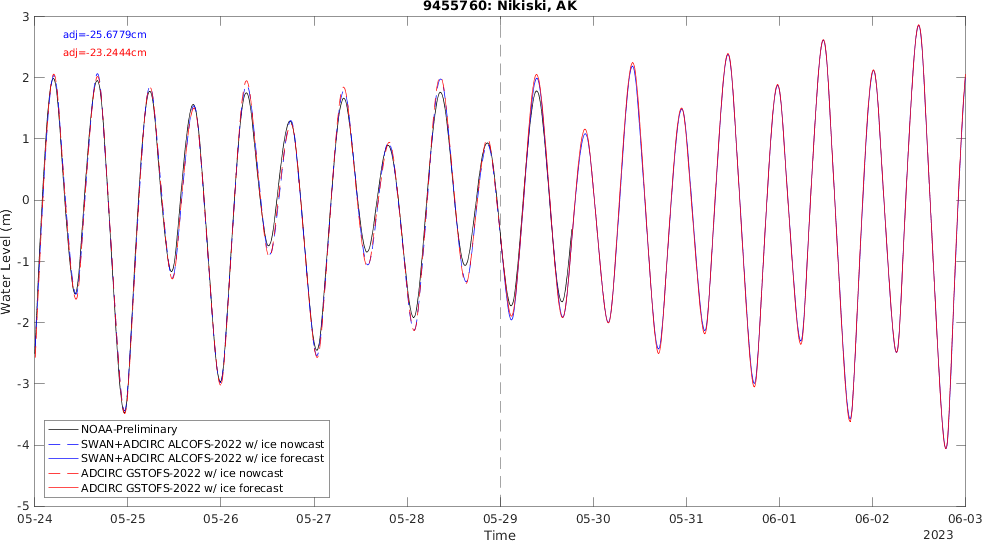 9455760: Nikiski, AK
adj=-25.6779cm
adj=-23.2444cm
Water Level (m)
3
2
1
0
-1
-2
-3
-4
-5
NOAA-Preliminary
SWAN+ADCIRC ALCOFS-2022 w/ ice nowcast
SWAN+ADCIRC ALCOFS-2022 w/ ice forecast
ADCIRC GSTOFS-2022 w/ ice nowcast
ADCIRC GSTOFS-2022 w/ ice forecast
05-24 05-25 05-26 05-27 05-28 05-29 05-30 05-31 06-01 06-02 06-03
Time
2023